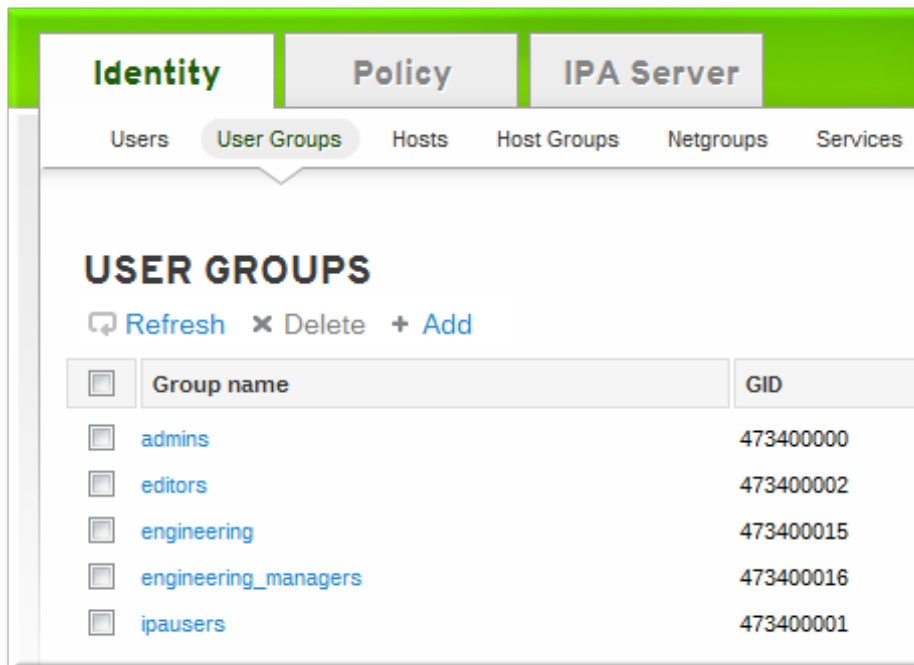 Identity Policy IPA Server
Users User Groups Hosts Host Groups Netgroups Services
USER GROUPS
Refresh Delete + Add
Group name GID
admins 473400000
editors 473400002
engineering 473400015
engineering_managers 473400016
ipausers 473400001